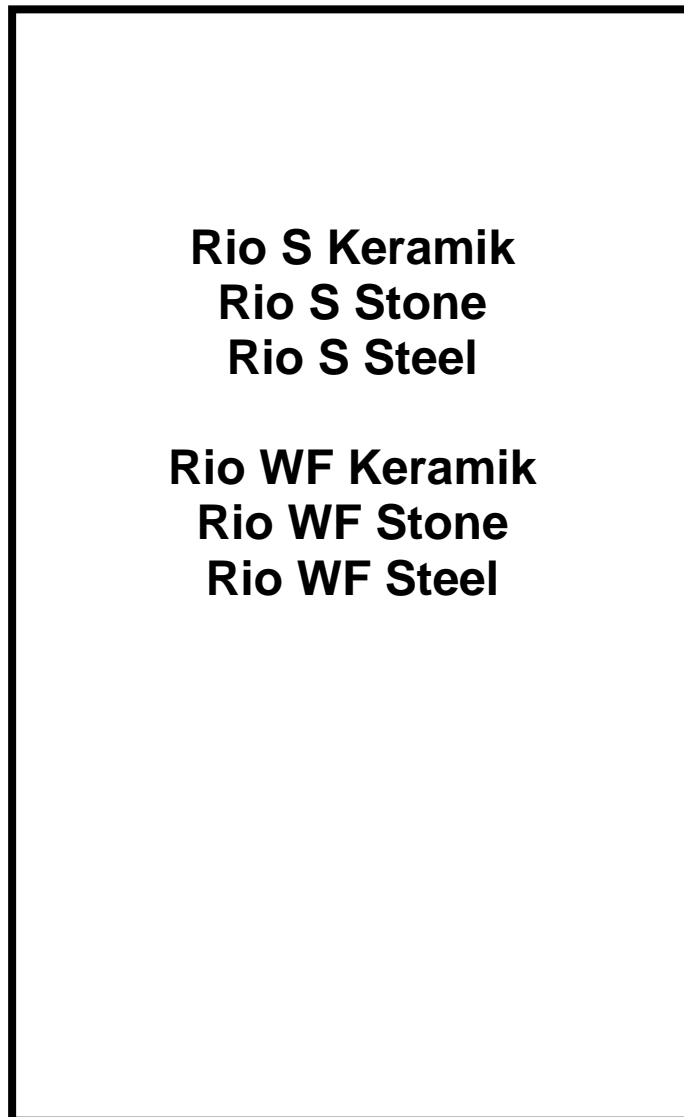 Rio S Keramik
Rio S Stone
Rio S Steel
Rio WF Keramik
Rio WF Stone
Rio WF Steel